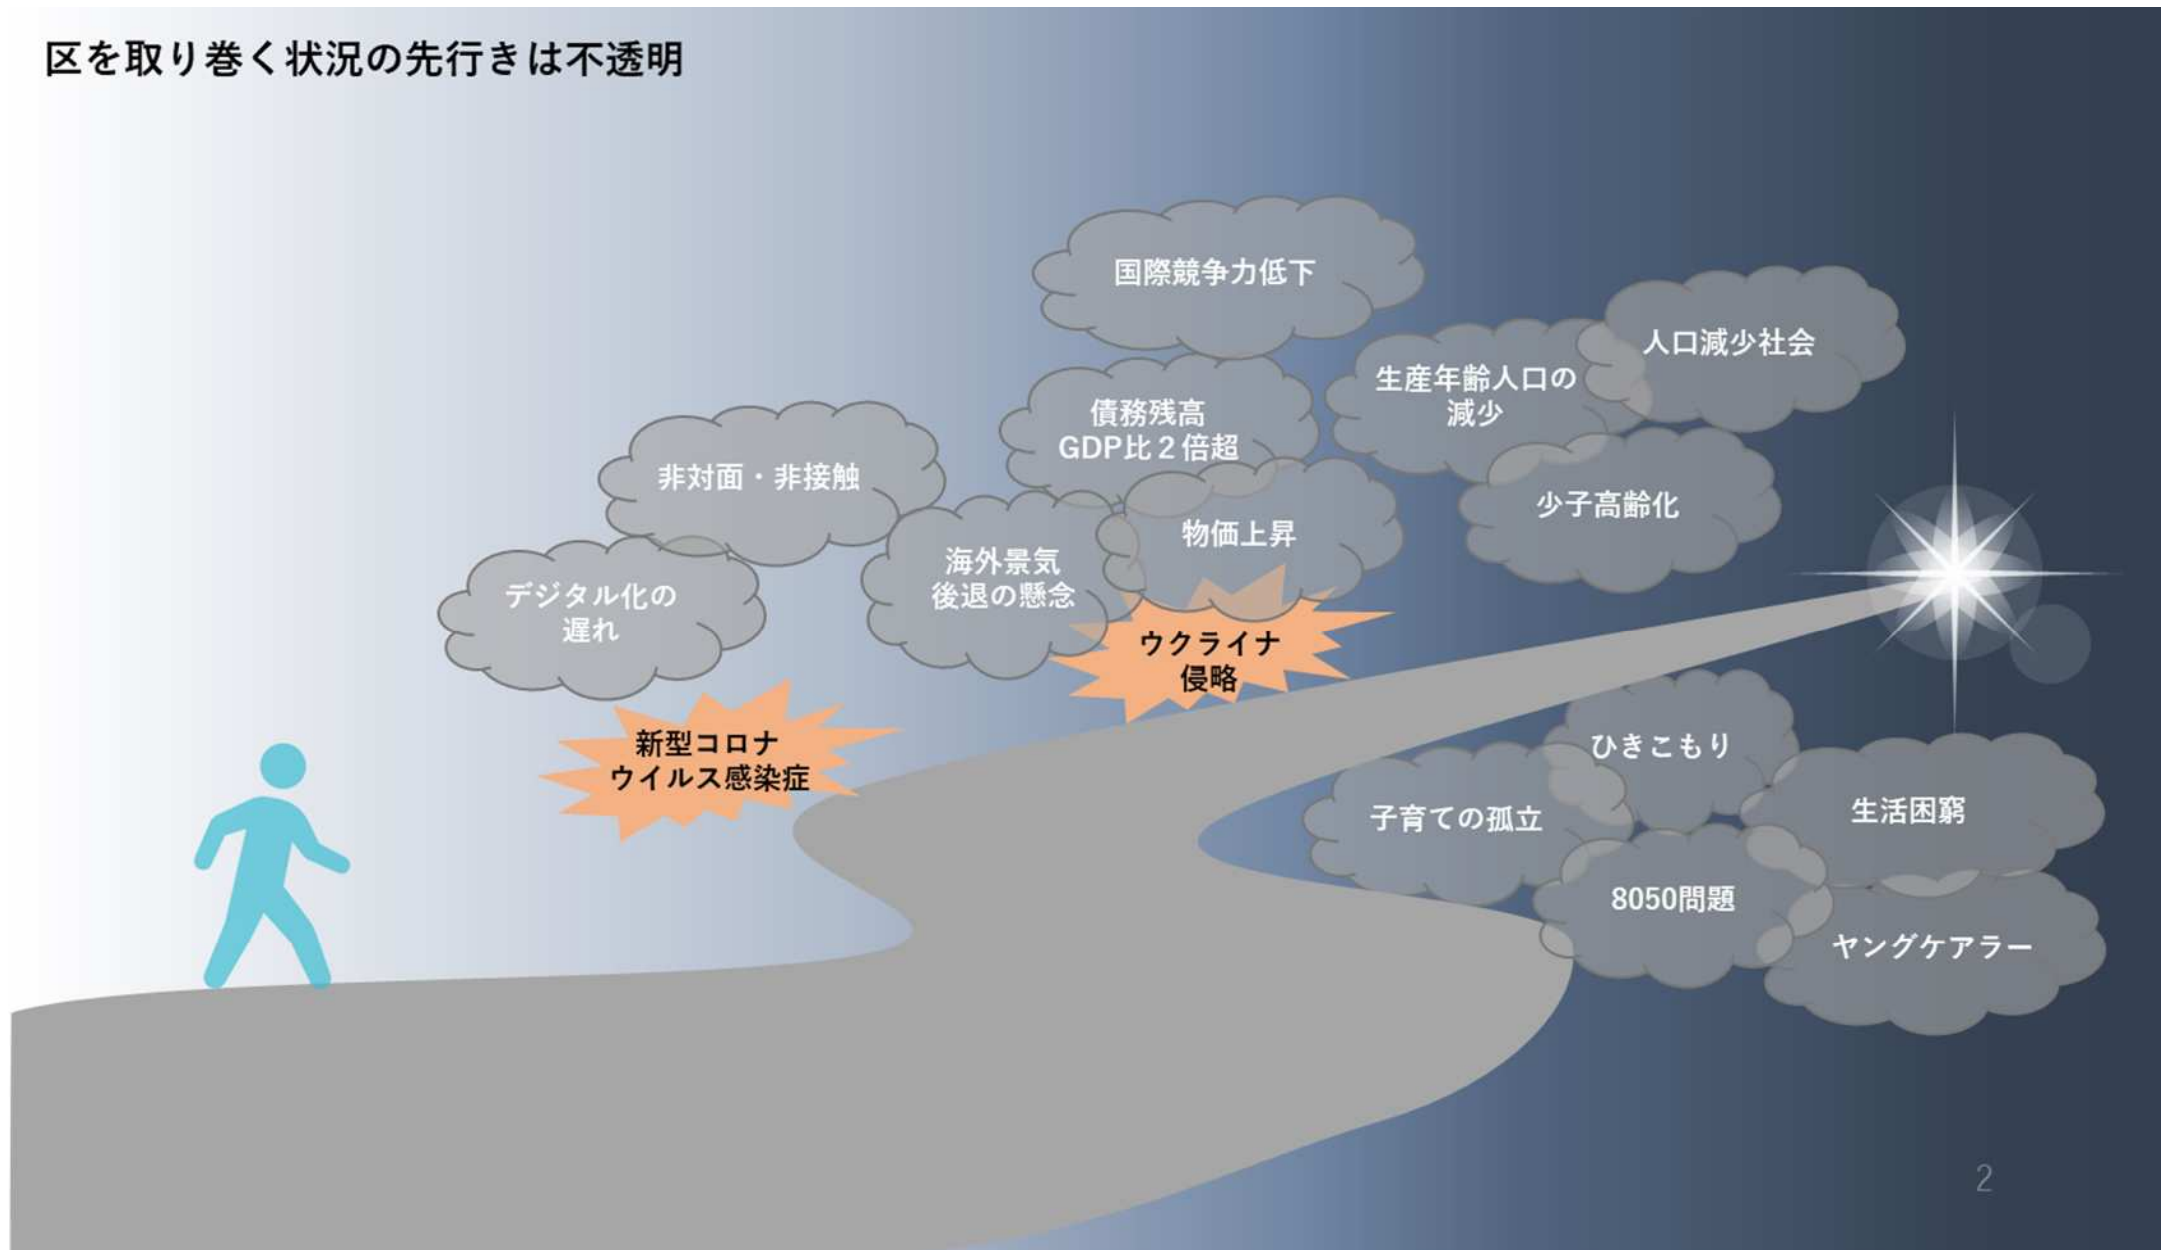 区を取り巻く状況の先行きは不透明
国際競争力低下
人口減少社会
生産年齢人口の
減少
債務残高
GDP比２倍超
非対面・非接触
少子高齢化
物価上昇
海外景気
後退の懸念
デジタル化の
遅れ
ウクライナ
侵略
新型コロナ
ウイルス感染症
ひきこもり
子育ての孤立
生活困窮
8050問題
ヤングケアラー
2